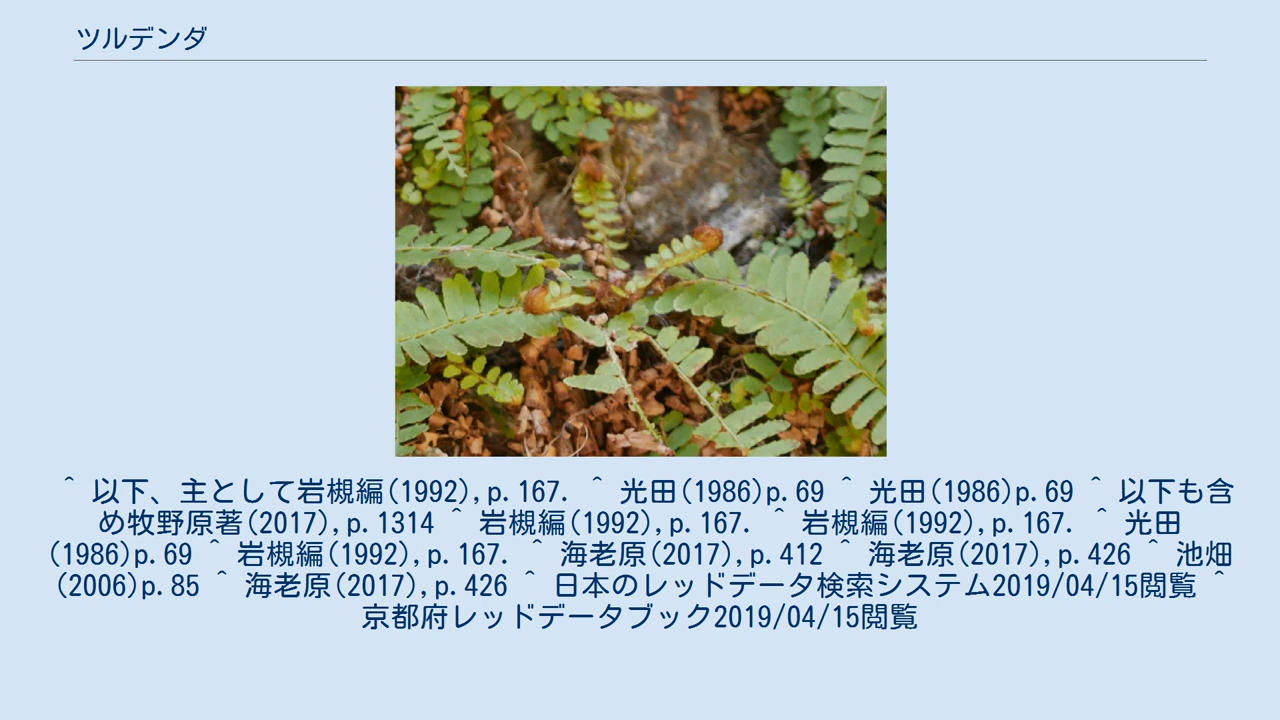 ツルデンダ
^ 以下、主として岩槻編(1992),p.167. ^ 光田(1986)p.69 ^ 光田(1986)p.69 ^ 以下も含
め牧野原著(2017),p.1314 ^ 岩槻編(1992),p.167. ^ 岩槻編(1992),p.167. ^ 光田
(1986)p.69 ^ 岩槻編(1992),p.167. ^ 海老原(2017),p.412 ^ 海老原(2017),p.426 ^ 池畑
(2006)p.85 ^ 海老原(2017),p.426 ^ 日本のレッドデータ検索システム2019/04/15閲覧 ^
京都府レッドデータブック2019/04/15閲覧